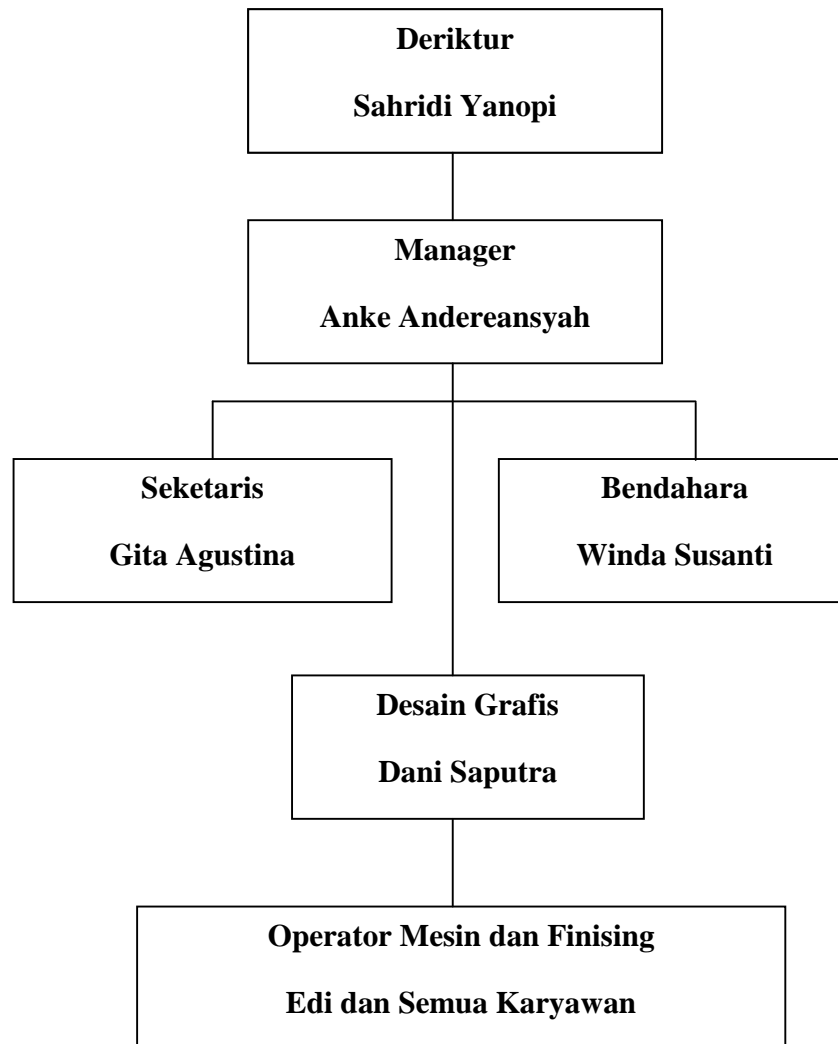 Deriktur
Sahridi Yanopi
Manager
Anke Andereansyah
Seketaris
Gita Agustina
Bendahara
Winda Susanti
Desain Grafis
Dani Saputra
Operator Mesin dan Finising
Edi dan Semua Karyawan